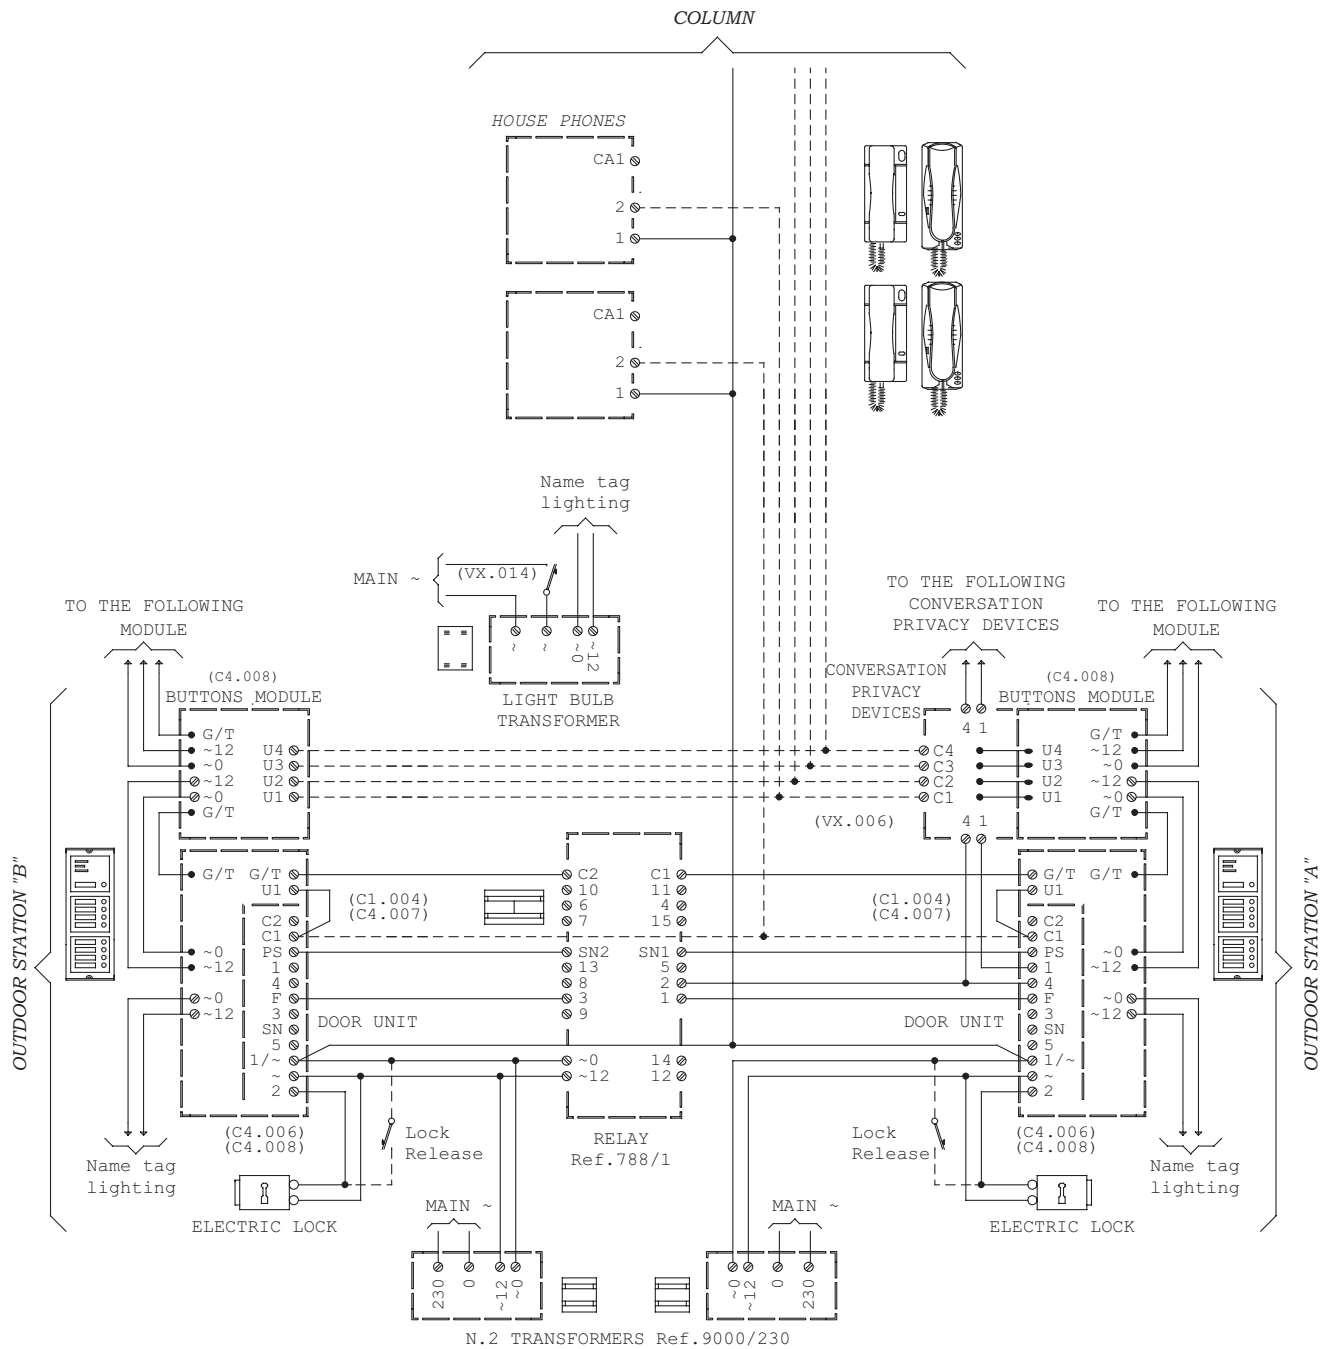 COLUMN
HOUSE PHONES
CA1
2
1
CA1
2
1
Name tag
lighting
MAIN ~
(VX.014)
~
~
~0
~12
LIGHT BULB
TRANSFORMER
TO THE FOLLOWING
MODULE
(C4.008)
BUTTONS MODULE
G/T
~12
~0
~12
~0
G/T
U4
U3
U2
U1
TO THE FOLLOWING
CONVERSATION
PRIVACY DEVICES
CONVERSATION
PRIVACY
DEVICES
4 1
C4
C3
C2
C1
4 1
(VX.006)
TO THE FOLLOWING
MODULE
(C4.008)
BUTTONS MODULE
U4
U3
U2
U1
G/T
~12
~0
~12
~0
G/T
OUTDOOR STATION "B"
G/T
~0
~12
~0
~12
G/T
U1
C2
C1
PS
1
4
F
3
SN
5
1/~
~
2
(C1.004)
(C4.007)
DOOR UNIT
(C4.006)
(C4.008)
C2
10
6
7
SN2
13
8
3
9
~0
~12
C1
11
4
15
SN1
5
2
1
14
12
RELAY
Ref.788/1
(C1.004)
(C4.007)
DOOR UNIT
G/T
U1
C2
C1
PS
1
4
F
3
SN
5
1/~
~
2
G/T
~0
~12
~0
~12
(C4.006)
(C4.008)
OUTDOOR STATION "A"
Name tag
lighting
Lock
Release
ELECTRIC LOCK
Lock
Release
Name tag
lighting
ELECTRIC LOCK
MAIN ~
230
0
~12
~0
MAIN ~
~0
~12
0
230
N.2 TRANSFORMERS Ref.9000/230